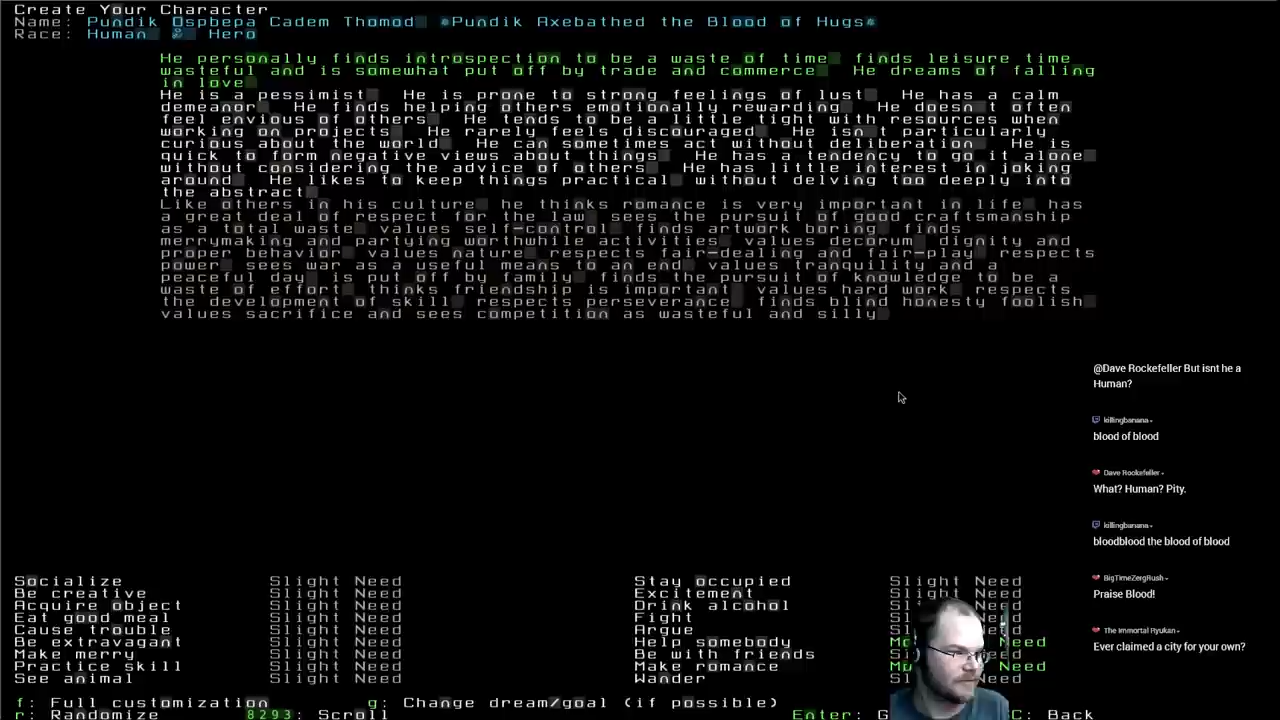 Create Your Character
Name: Pundik Ospbepa Cadem Thomod *Pundik Axebathed the Blood of Hugs*
Race: Human Hero
He personally finds introspection to be a waste of time finds leisure time
wasteful and is somewhat put off by trade and commerce He dreams of falling
in love
He is a pessimist He is prone to strong feelings of lust He has a calm
demeanor He finds helping others emotionally rewarding He doesn't often
feel envious of others He tends to be a little tight with resources when
working on projects He rarely feels discouraged He isn't particularly
curious about the world He can sometimes act without deliberation He is
quick to form negative views about things He has a tendency to go it alone
without considering the advice of others He has little interest in joking
around He likes to keep things practical without delving too deeply into
the abstract
Like others in his culture he thinks romance is very important in life has
a great deal of respect for the law sees the pursuit of good craftsmanship
as a total waste values self-control finds artwork boring finds
merrymaking and partying worthwhile activities values decorum dignity and
proper behavior values nature respects fair-dealing and fair-play respects
power sees war as a useful means to an end values tranquility and a
peaceful day is put off by family finds the pursuit of knowledge to be a
waste of effort thinks friendship is important values hard work respects
the development of skill respects perseverance finds blind honesty foolish
values sacrifice and sees competition as wasteful and silly
@Dave Rockefeller But isnt he a
Human?
killingbanana
blood of blood
Dave Rockefeller
What? Human? Pity.
killingbanana
bloodblood the blood of blood
BigTimeZergRush
Praise Blood!
The Immortal Ryukan
Ever claimed a city for your own?
Socialize Slight Need Stay occupied Slight Need
Be creative Slight Need Excitement Slight Need
Acquire object Slight Need Drink alcohol
Eat good meal Slight Need Fight
Cause trouble Slight Need Argue
Be extravagant Slight Need Help somebody Need
Make merry Slight Need Be with friends
Practice skill Slight Need Make romance Need
See animal Slight Need Wander
f: Full customization g: Change dream/goal (if possible)
r: Randomize 8293: Scroll Enter: C: Back